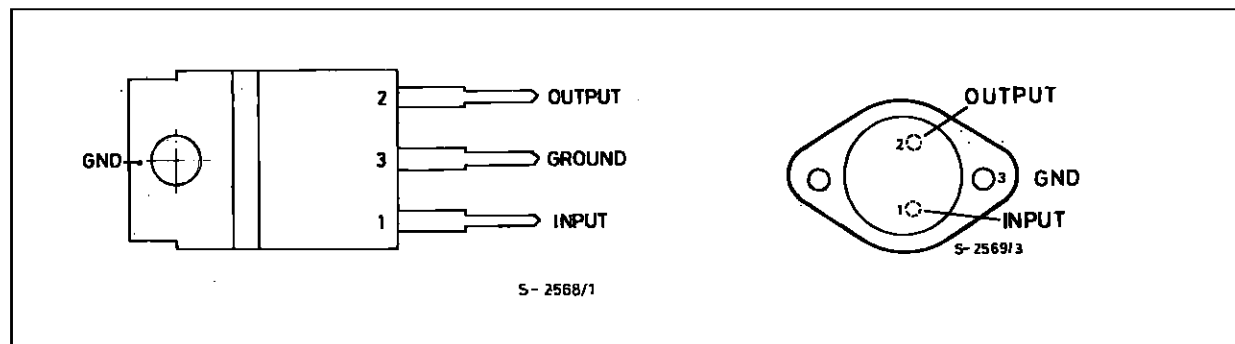 2 OUTPUT
GND 3 GROUND
1 INPUT
S-2568/1
OUTPUT
2
3 GND
1 INPUT
S-2569/3